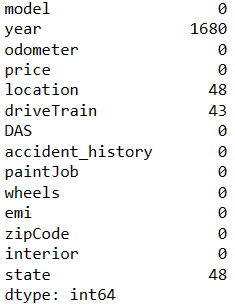 model 0
year 1680
odometer 0
price 0
location 48
driveTrain 43
DAS 0
accident_history 0
paintJob 0
wheels 0
emi 0
zipCode 0
interior 0
state 48
dtype: int64